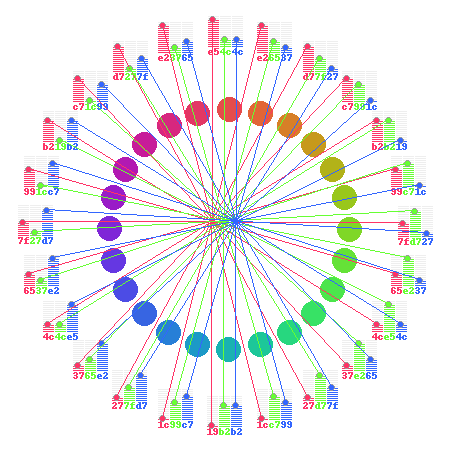 e54c4c
e23765 e26537
d7277f d77f27
c71c99 c7991c
b219b2 b2b219
991cc7 99c71c
7f27d7 7fd727
6537e2 65e237
4c4ce5 4ce54c
3765e2 37e265
277fd7 27d77f
1c99c7 1cc799
19b2b2